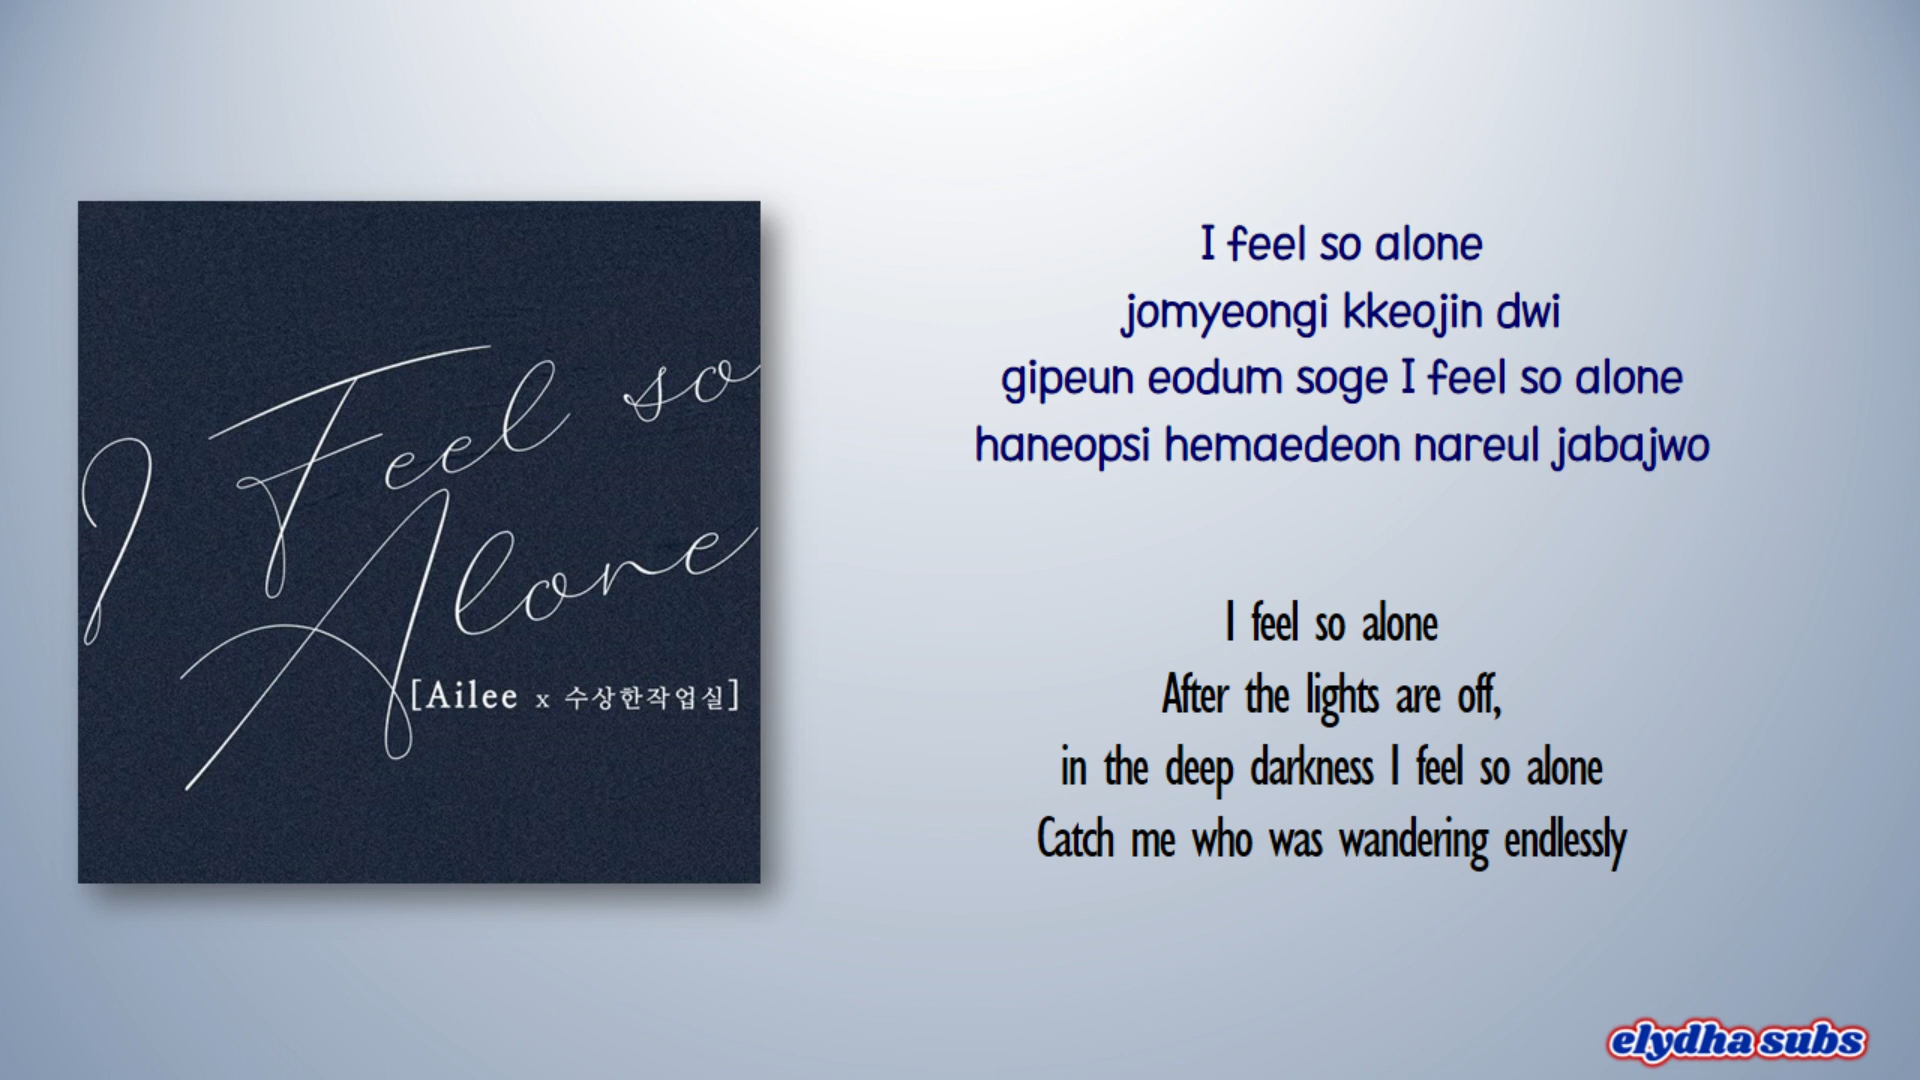 I Feel so
Alone
[Ailee x 수상한작업실]
I feel so alone
jomyeongi kkeojin dwi
gipeun eodum soge I feel so alone
haneopsi hemaedeon nareul jabajwo
I feel so alone
After the lights are off,
in the deep darkness I feel so alone
Catch me who was wandering endlessly
elydha subs